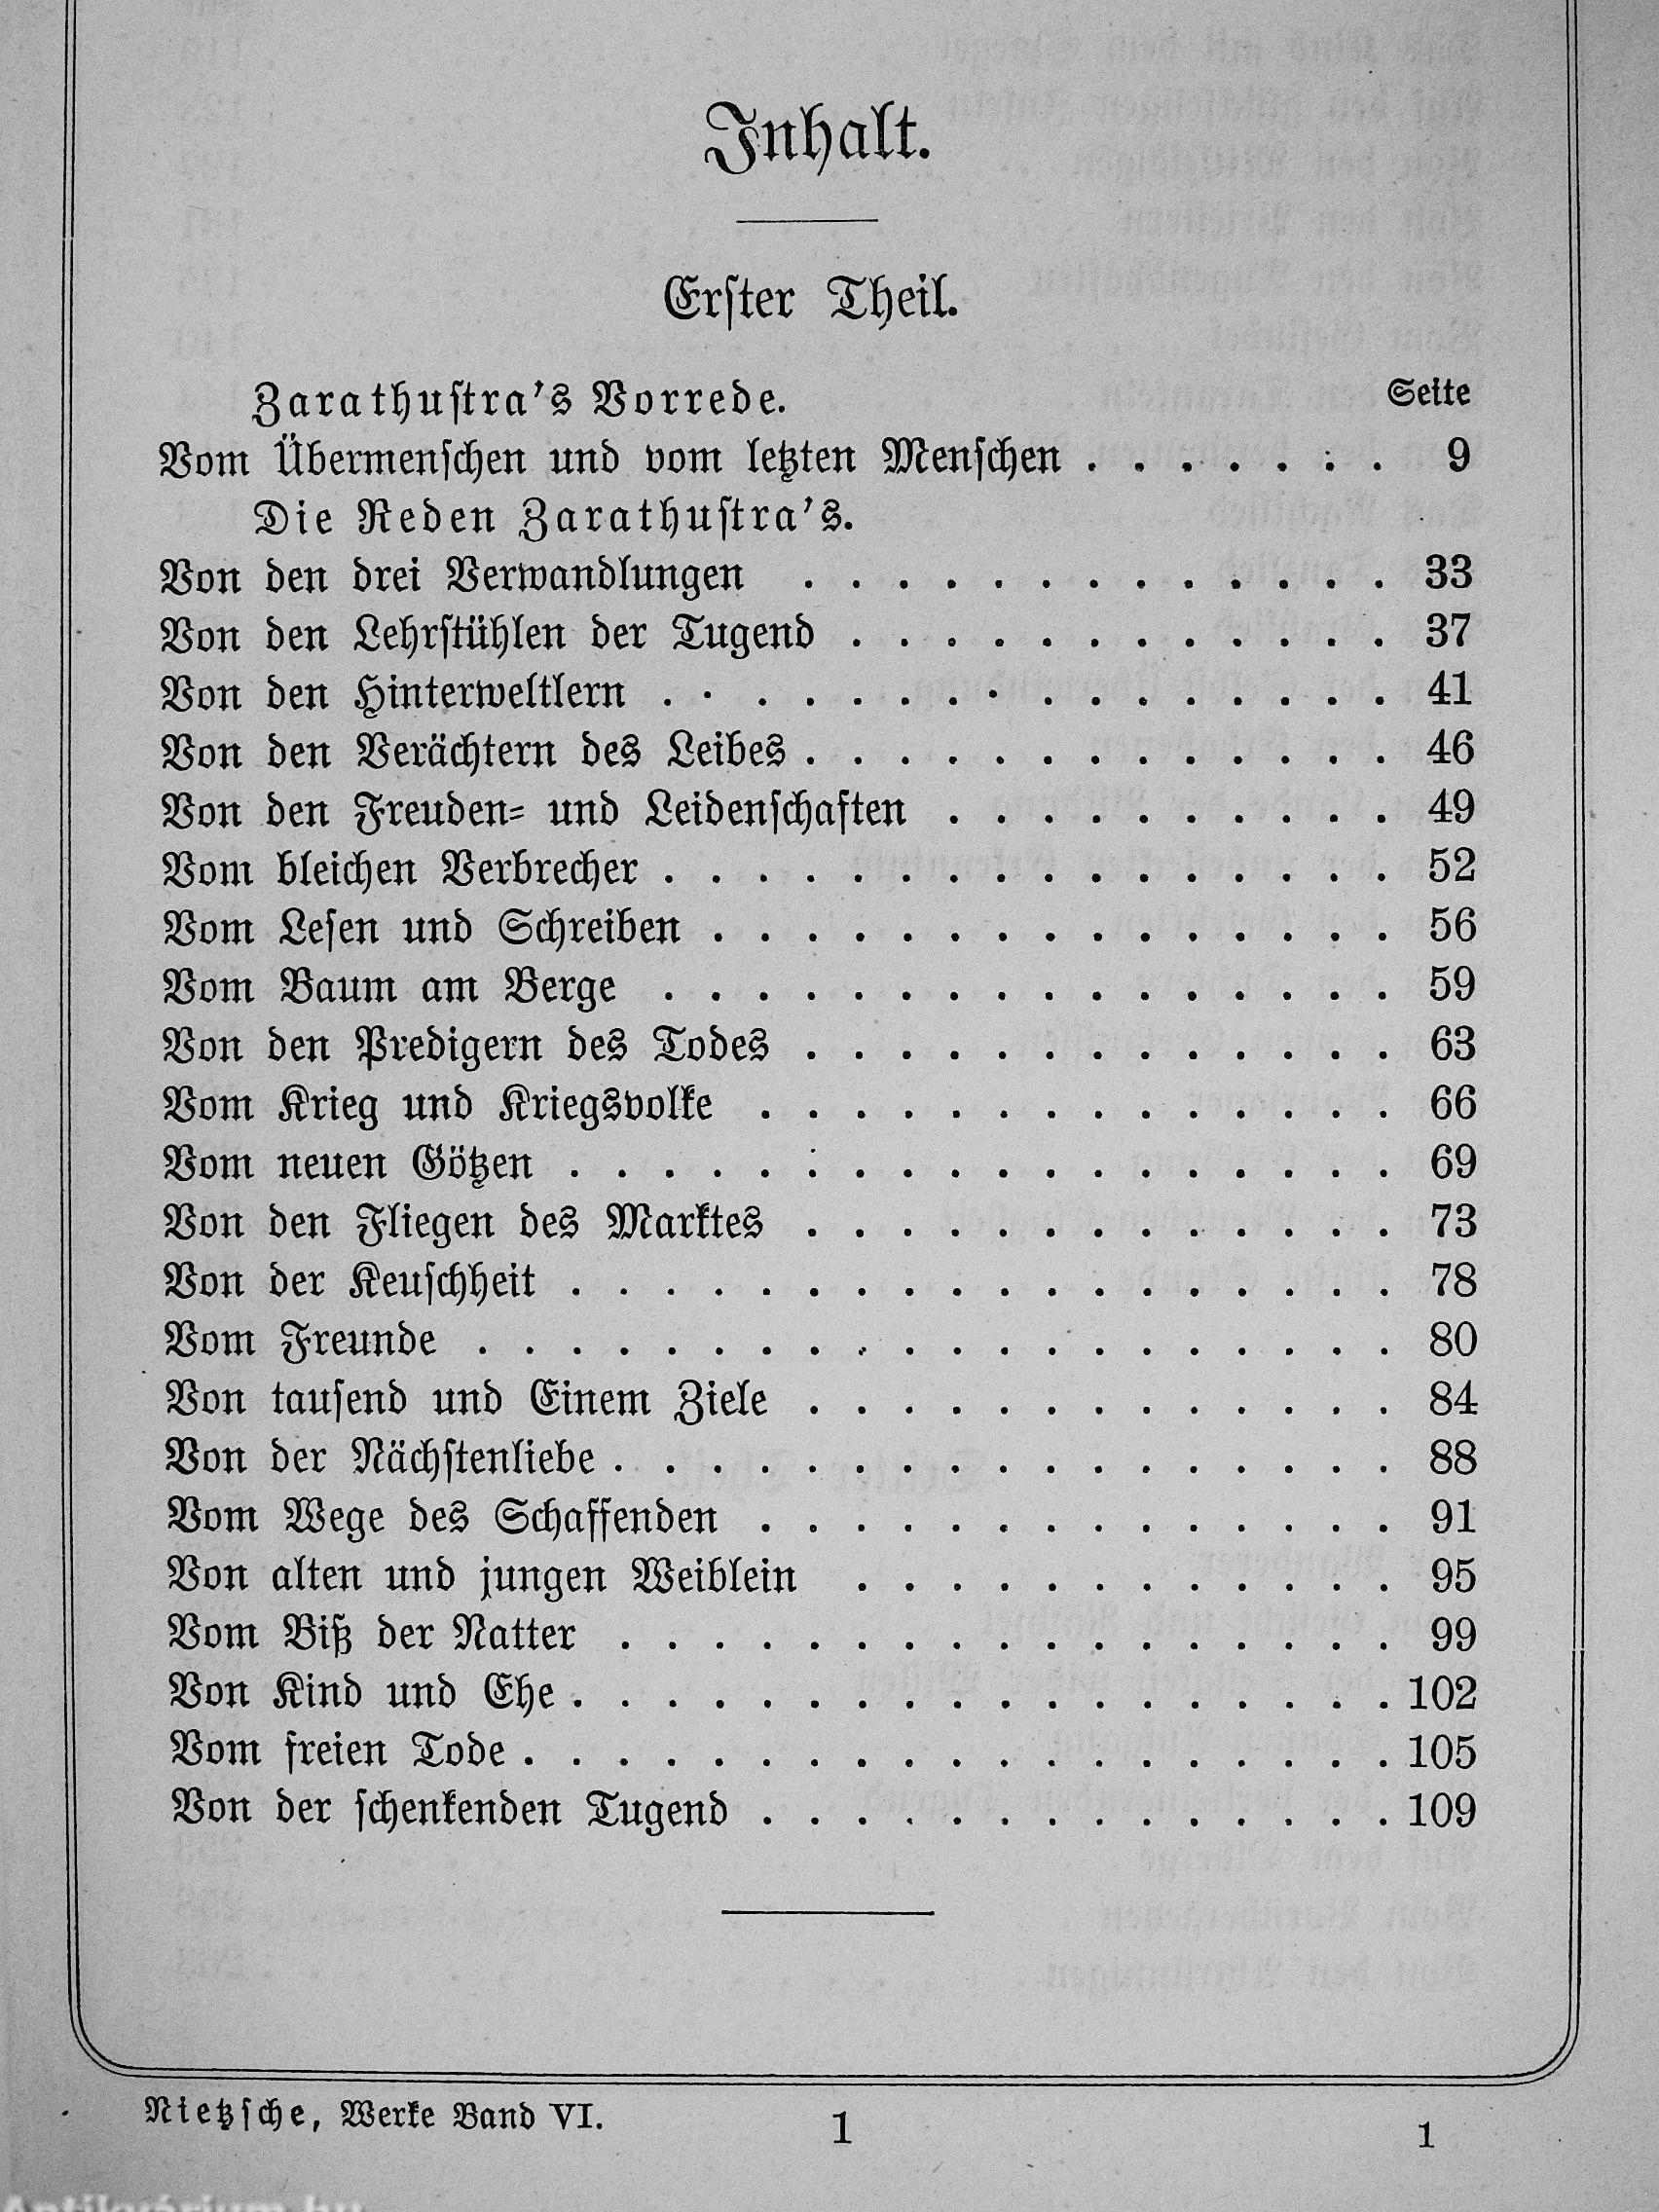 Inhalt.
Erster Theil.
Zarathustra's Vorrede. Seite
Vom Übermenschen und vom letzten Menschen . . . . . . . 9
Die Reden Zarathustra's.
Von den drei Verwandlungen . . . . . . . . . . . . . 33
Von den Lehrstühlen der Tugend . . . . . . . . . . . . 37
Von den Hinterweltlern . . . . . . . . . . . . . . . . 41
Von den Verächtern des Leibes . . . . . . . . . . . . . 46
Von den Freuden- und Leidenschaften . . . . . . . . . . 49
Vom bleichen Verbrecher . . . . . . . . . . . . . . . . 52
Vom Lesen und Schreiben . . . . . . . . . . . . . . . 56
Vom Baum am Berge . . . . . . . . . . . . . . . . 59
Von den Predigern des Todes . . . . . . . . . . . . . 63
Vom Krieg und Kriegsvolke . . . . . . . . . . . . . . 66
Vom neuen Götzen . . . . . . . . . . . . . . . . . . 69
Von den Fliegen des Marktes . . . . . . . . . . . . . 73
Von der Keuschheit . . . . . . . . . . . . . . . . . . 78
Vom Freunde . . . . . . . . . . . . . . . . . . . . 80
Von tausend und Einem Ziele . . . . . . . . . . . . . 84
Von der Nächstenliebe . . . . . . . . . . . . . . . . . 88
Vom Wege des Schaffenden . . . . . . . . . . . . . . 91
Von alten und jungen Weiblein . . . . . . . . . . . . 95
Vom Biß der Natter . . . . . . . . . . . . . . . . . 99
Von Kind und Ehe . . . . . . . . . . . . . . . . . . 102
Vom freien Tode . . . . . . . . . . . . . . . . . . . 105
Von der schenkenden Tugend . . . . . . . . . . . . . . 109
Nietzsche, Werke Band VI. 1 1
Antikvárium.hu